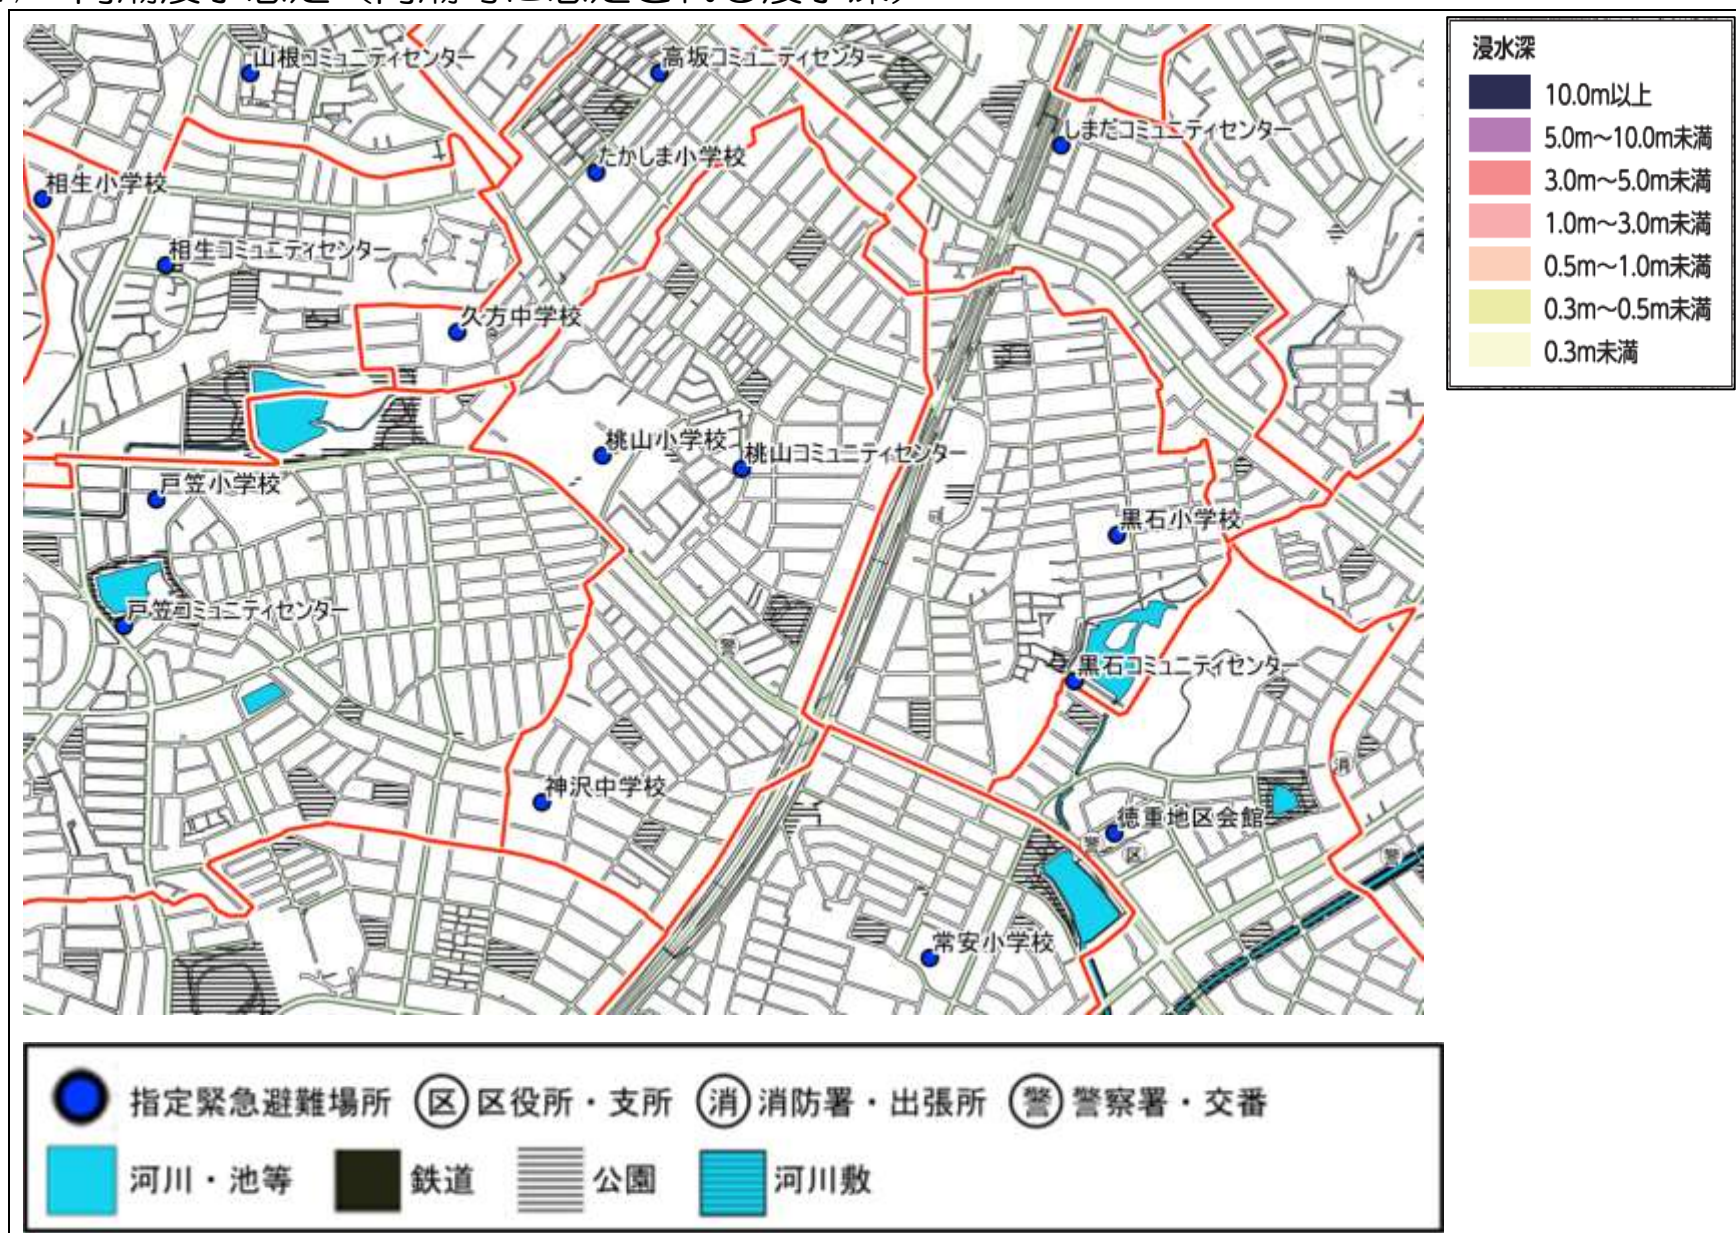 山根コミュニティセンター
高坂コミュニティセンター
しまだコミュニティセンター
たかしま小学校
相生小学校
相生コミュニティセンター
久方中学校
桃山小学校
桃山コミュニティセンター
戸笠小学校
黒石小学校
戸笠コミュニティセンター
警
黒石コミュニティセンター
消
神沢中学校
徳重地区会館
警
区
警
常安小学校
浸水深
10.0m以上
5.0m～10.0m未満
3.0m～5.0m未満
1.0m～3.0m未満
0.5m～1.0m未満
0.3m～0.5m未満
0.3m未満
指定緊急避難場所 区 区役所・支所 消 消防署・出張所 警 警察署・交番
河川・池等 鉄道 公園 河川敷